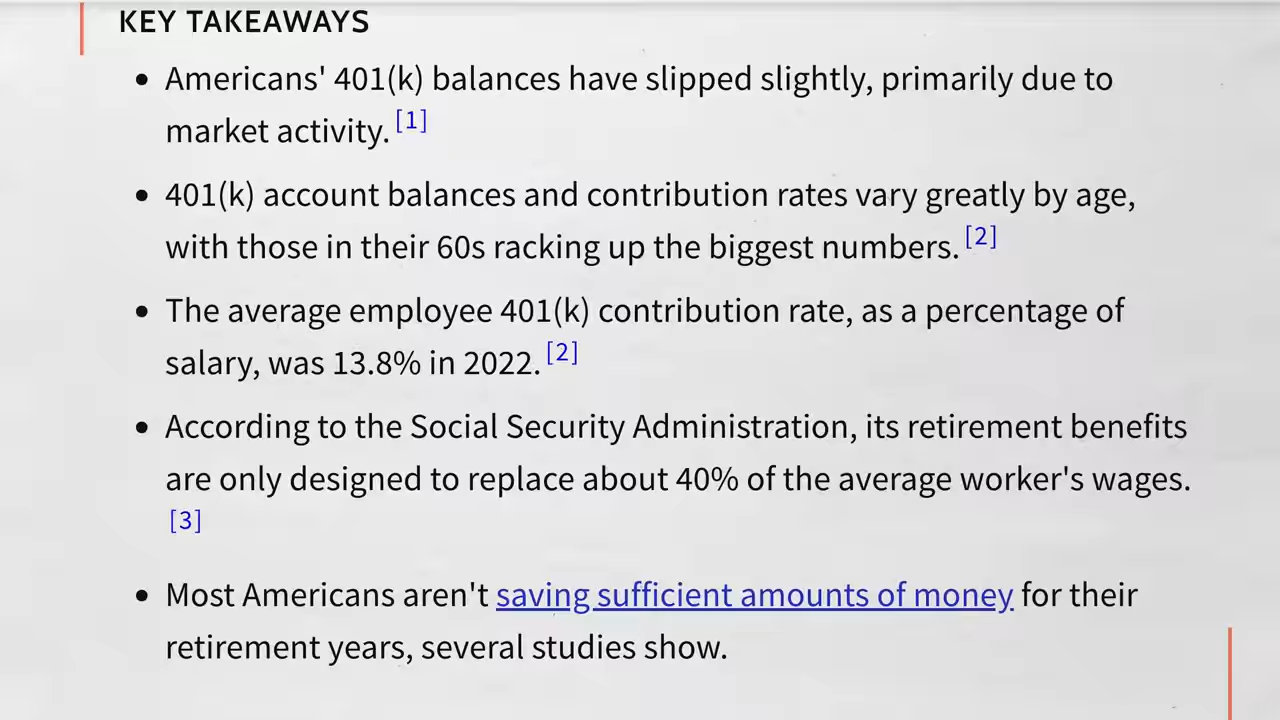 KEY TAKEAWAYS
• Americans' 401(k) balances have slipped slightly, primarily due to
market activity. [1]
• 401(k) account balances and contribution rates vary greatly by age,
with those in their 60s racking up the biggest numbers. [2]
• The average employee 401(k) contribution rate, as a percentage of
salary, was 13.8% in 2022. [2]
• According to the Social Security Administration, its retirement benefits
are only designed to replace about 40% of the average worker's wages.
[3]
• Most Americans aren't saving sufficient amounts of money for their
retirement years, several studies show.